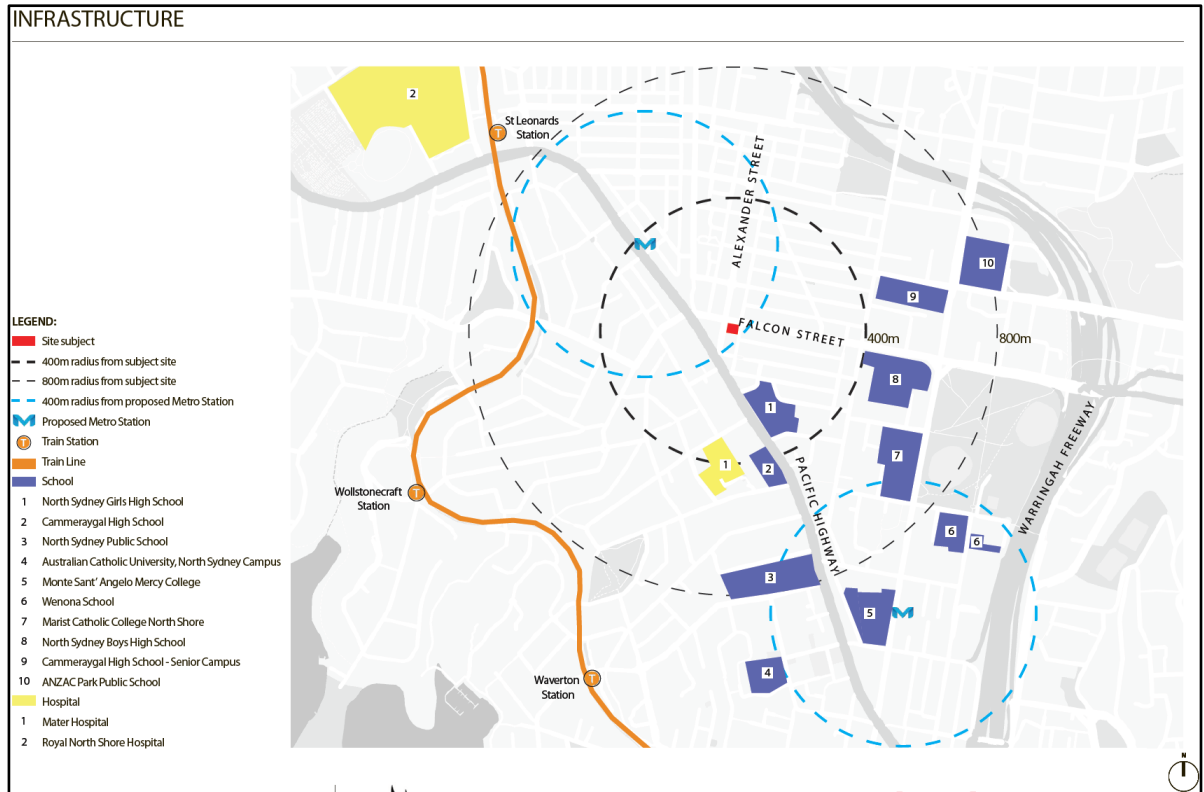 INFRASTRUCTURE
2
St Leonards
Station
T
ALEXANDER STREET
M
10
9
FALCON STREET
400m
800m
8
1
7
1
2
PACIFIC HIGHWAY
WARRINGAH FREEWAY
Wollstonecraft
Station
T
6
6
3
5
M
4
Waverton
Station
T
LEGEND:
Site subject
400m radius from subject site
800m radius from subject site
400m radius from proposed Metro Station
M Proposed Metro Station
T Train Station
Train Line
School
1 North Sydney Girls High School
2 Cammeraygal High School
3 North Sydney Public School
4 Australian Catholic University, North Sydney Campus
5 Monte Sant' Angelo Mercy College
6 Wenona School
7 Marist Catholic College North Shore
8 North Sydney Boys High School
9 Cammeraygal High School - Senior Campus
10 ANZAC Park Public School
Hospital
1 Mater Hospital
2 Royal North Shore Hospital
N